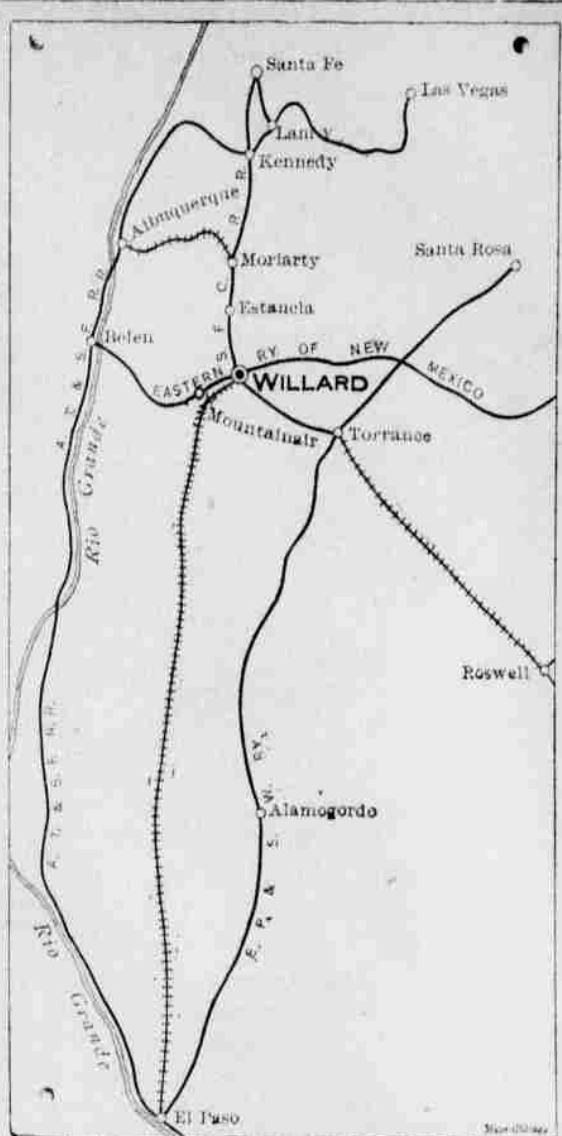 Santa Fe
Las Vegas
Lamy
Kennedy
Albuquerque
R. R.
Moriarty
Santa Rosa
Estancia
S F C
Belen
A. T. & S. F. R. R.
EASTERN RY OF NEW MEXICO
WILLARD
Mountainair
Torrance
Rio Grande
Roswell
A. T. & S. F. R. R.
Alamogordo
E. P. & S. W. RY.
Rio Grande
El Paso